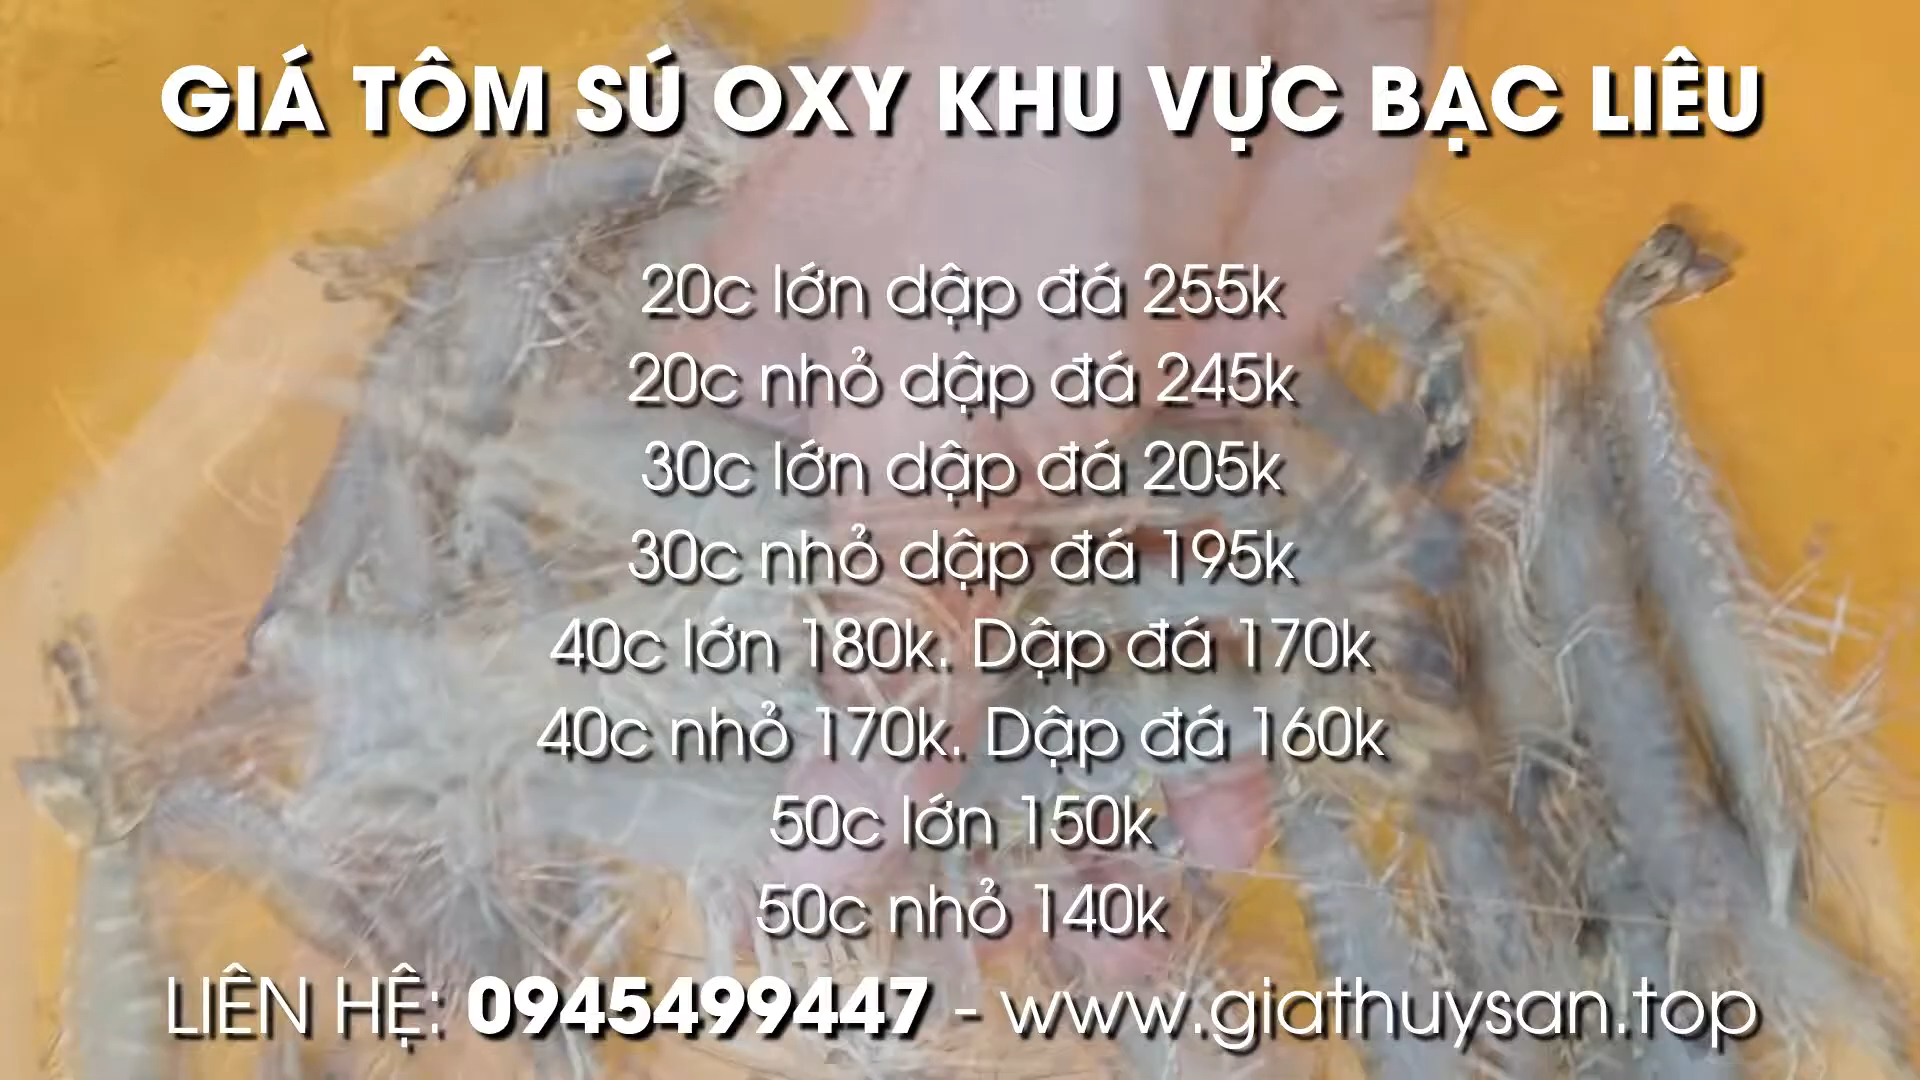 GIÁ TÔM SÚ OXY KHU VỰC BẠC LIÊU
20c lớn dập đá 255k
20c nhỏ dập đá 245k
30c lớn dập đá 205k
30c nhỏ dập đá 195k
40c lớn 180k. Dập đá 170k
40c nhỏ 170k. Dập đá 160k
50c lớn 150k
50c nhỏ 140k
LIÊN HỆ: 0945499447 - www.giathuysan.top